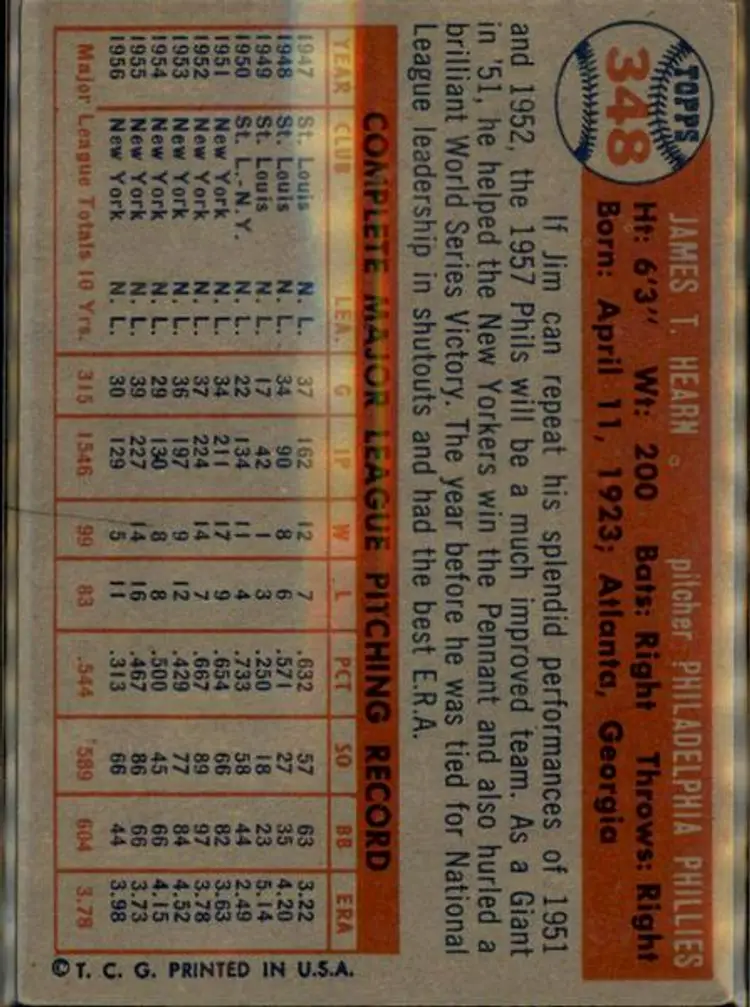 TOPPS
348
JAMES T. HEARN pitcher PHILADELPHIA PHILLIES
Ht: 6'3" Wt: 200 Bats: Right Throws: Right
Born: April 11, 1923; Atlanta, Georgia
If Jim can repeat his splendid performances of 1951
and 1952, the 1957 Phils will be a much improved team. As a Giant
in '51, he helped the New Yorkers win the Pennant and also hurled a
brilliant World Series Victory. The year before he was tied for National
League leadership in shutouts and had the best E.R.A.
COMPLETE MAJOR LEAGUE PITCHING RECORD
YEAR CLUB LEA. G IP W L PCT SO BB ERA
1947 St. Louis N. L. 37 162 12 7 .632 57 63 3.22
1948 St. Louis N. L. 34 90 8 6 .571 27 35 4.20
1949 St. Louis N. L. 17 42 1 3 .250 18 23 5.14
1950 St. L.-N.Y. N. L. 22 134 11 4 .733 58 44 2.49
1951 New York N. L. 34 211 17 9 .654 66 82 3.63
1952 New York N. L. 37 224 14 7 .667 89 97 3.78
1953 New York N. L. 36 197 9 12 .429 77 84 4.52
1954 New York N. L. 29 130 8 8 .500 45 66 4.15
1955 New York N. L. 39 227 14 16 .467 86 66 3.73
1956 New York N. L. 30 129 5 11 .313 66 44 3.98
Major League Totals 10 Yrs. 315 1546 99 83 .544 589 604 3.78
© T. C. G. PRINTED IN U.S.A.